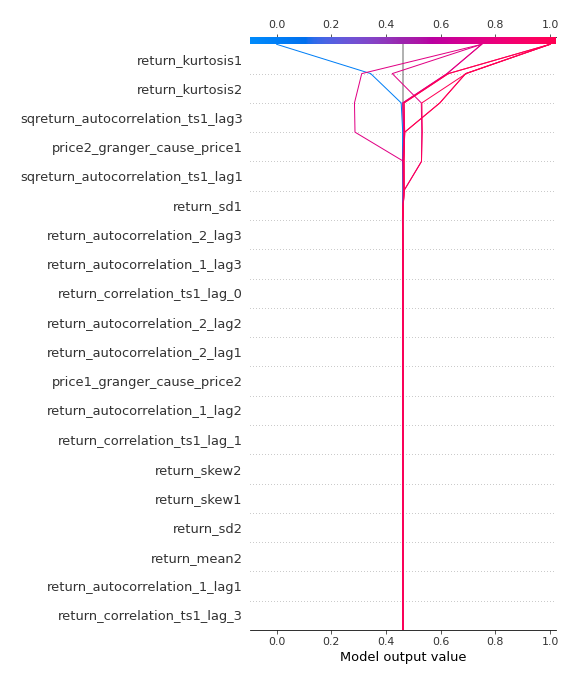 0.0 0.2 0.4 0.6 0.8 1.0
return_kurtosis1
return_kurtosis2
sqreturn_autocorrelation_ts1_lag3
price2_granger_cause_price1
sqreturn_autocorrelation_ts1_lag1
return_sd1
return_autocorrelation_2_lag3
return_autocorrelation_1_lag3
return_correlation_ts1_lag_0
return_autocorrelation_2_lag2
return_autocorrelation_2_lag1
price1_granger_cause_price2
return_autocorrelation_1_lag2
return_correlation_ts1_lag_1
return_skew2
return_skew1
return_sd2
return_mean2
return_autocorrelation_1_lag1
return_correlation_ts1_lag_3
0.0 0.2 0.4 0.6 0.8 1.0
Model output value